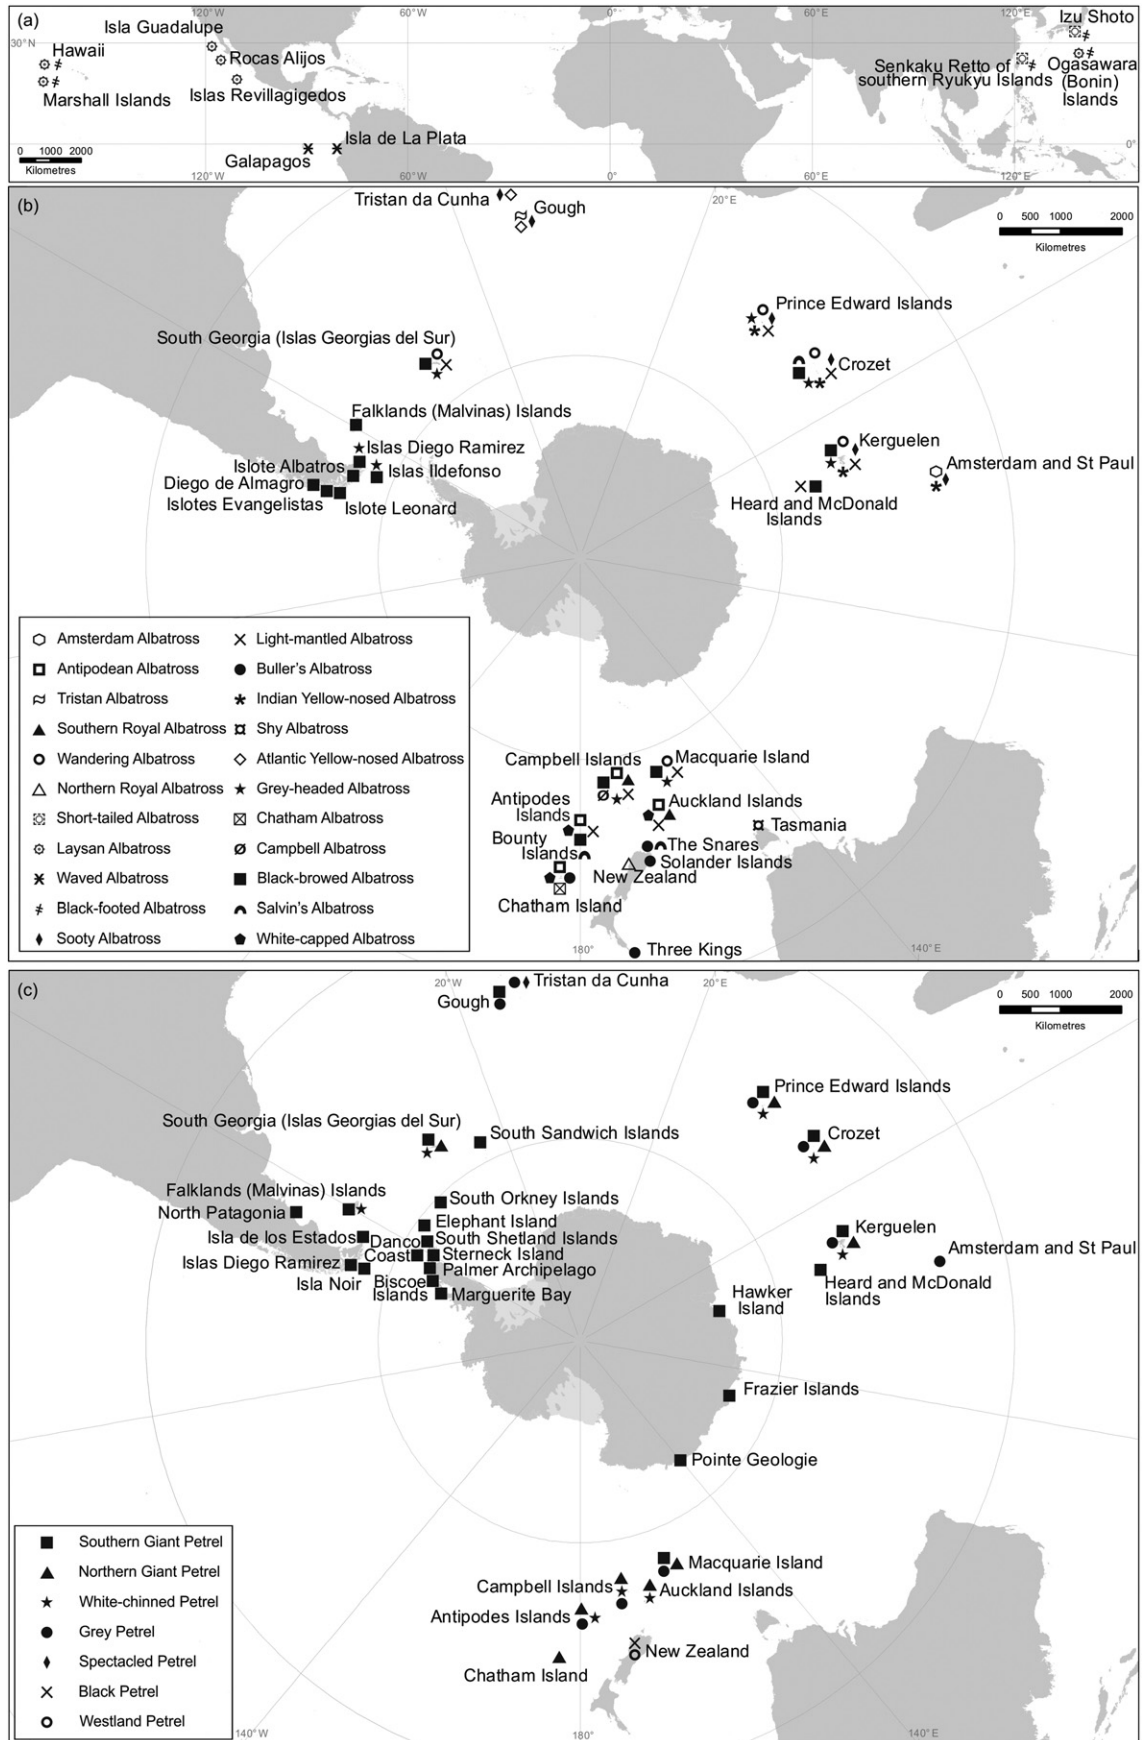 (a)
120°W
60°W
0°
60°E
120°E
30°N
Isla Guadalupe
Hawaii
Rocas Alijos
Islas Revillagigedos
Marshall Islands
Izu Shoto
Senkaku Retto of
southern Ryukyu Islands
Ogasawara
(Bonin)
Islands
Isla de La Plata
Galapagos
0°
0 1000 2000
Kilometres
120°W
60°W
0°
60°E
120°E
(b)
Tristan da Cunha
Gough
20°E
0 500 1000 2000
Kilometres
Prince Edward Islands
South Georgia (Islas Georgias del Sur)
Crozet
Falklands (Malvinas) Islands
Islas Diego Ramirez
Kerguelen
Islote Albatros
Islas Ildefonso
Amsterdam and St Paul
Diego de Almagro
Islotes Evangelistas
Islote Leonard
Heard and McDonald
Islands
Amsterdam Albatross
Antipodean Albatross
Tristan Albatross
Southern Royal Albatross
Wandering Albatross
Northern Royal Albatross
Short-tailed Albatross
Laysan Albatross
Waved Albatross
Black-footed Albatross
Sooty Albatross
Light-mantled Albatross
Buller's Albatross
Indian Yellow-nosed Albatross
Shy Albatross
Atlantic Yellow-nosed Albatross
Grey-headed Albatross
Chatham Albatross
Campbell Albatross
Black-browed Albatross
Salvin's Albatross
White-capped Albatross
Campbell Islands
Macquarie Island
Antipodes
Islands
Auckland Islands
Tasmania
Bounty
Islands
The Snares
Solander Islands
New Zealand
Chatham Island
Three Kings
180°
140°E
(c)
20°W
Tristan da Cunha
Gough
20°E
0 500 1000 2000
Kilometres
Prince Edward Islands
South Georgia (Islas Georgias del Sur)
South Sandwich Islands
Crozet
Falklands (Malvinas) Islands
North Patagonia
South Orkney Islands
Elephant Island
Isla de los Estados
Danco
Coast
South Shetland Islands
Sterneck Island
Islas Diego Ramirez
Palmer Archipelago
Isla Noir
Biscoe
Islands
Marguerite Bay
Kerguelen
Amsterdam and St Paul
Heard and McDonald
Islands
Hawker
Island
Frazier Islands
Pointe Geologie
Southern Giant Petrel
Northern Giant Petrel
White-chinned Petrel
Grey Petrel
Spectacled Petrel
Black Petrel
Westland Petrel
Macquarie Island
Campbell Islands
Auckland Islands
Antipodes Islands
New Zealand
Chatham Island
140°W
180°
140°E